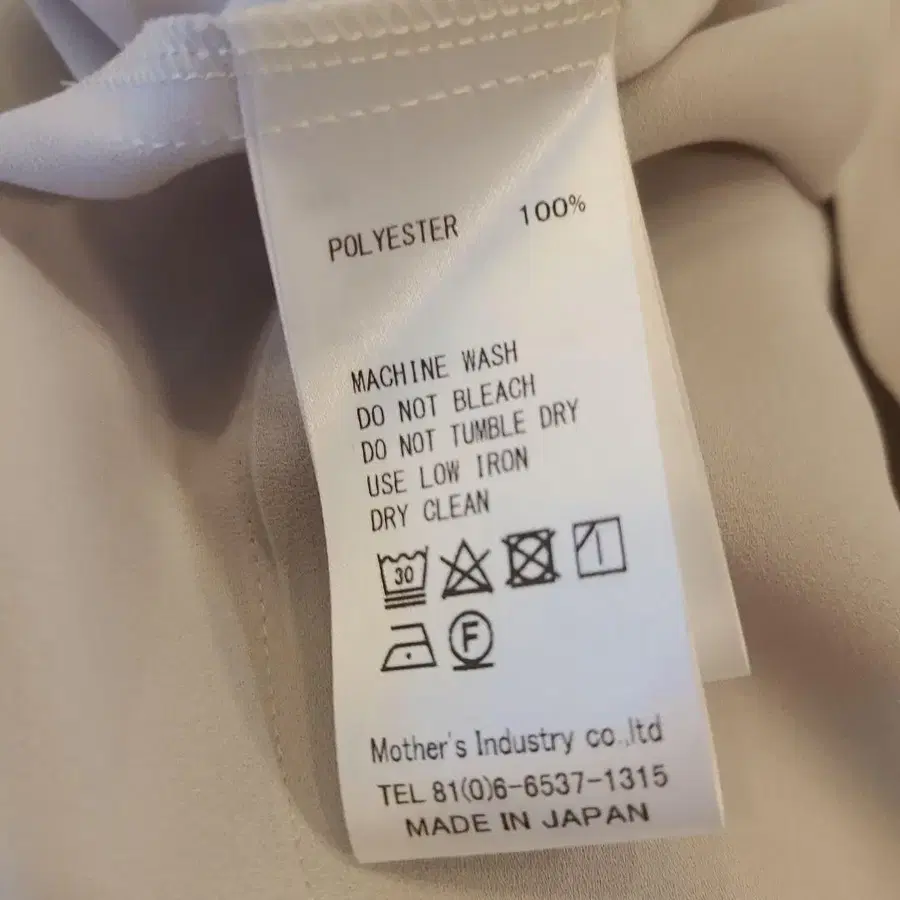 POLYESTER 100%
MACHINE WASH
DO NOT BLEACH
DO NOT TUMBLE DRY
USE LOW IRON
DRY CLEAN
30
F
Mother's Industry co.,ltd
TEL 81(0)6-6537-1315
MADE IN JAPAN